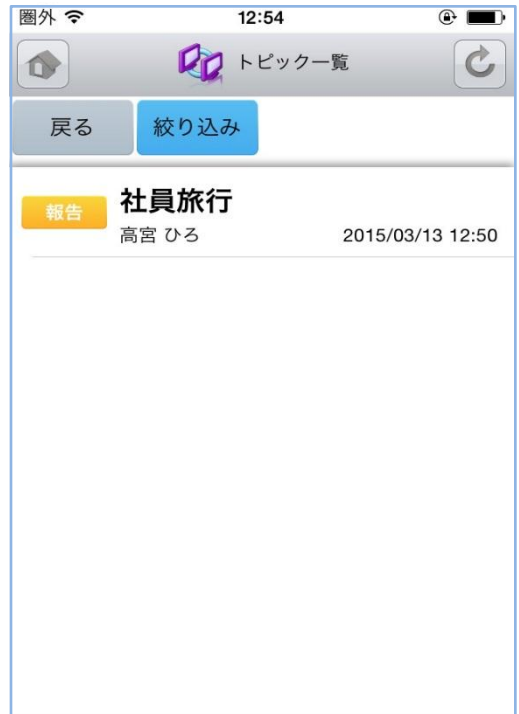 圏外 12:54
トピック一覧
戻る 絞り込み
報告 社員旅行
高宮 ひろ 2015/03/13 12:50